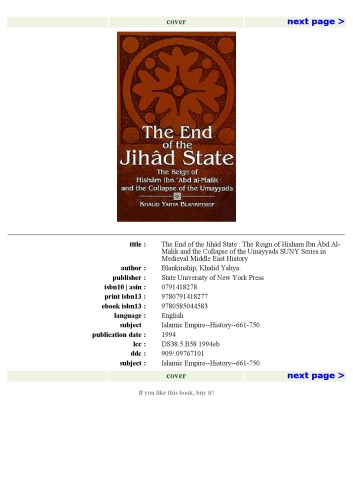 cover next page >
The End
of the
Jihâd State
The Reign of
Hishām Ibn 'Abd al-Malik
and the Collapse of the Umayyads
Khalid Yahya Blankinship
title : The End of the Jihâd State : The Reign of Hisham Ibn Àbd Al-
Malik and the Collapse of the Umayyads SUNY Series in
Medieval Middle East History
author : Blankinship, Khalid Yahya.
publisher : State University of New York Press
isbn10 | asin : 0791418278
print isbn13 : 9780791418277
ebook isbn13 : 9780585044583
language : English
subject Islamic Empire--History--661-750.
publication date : 1994
lcc : DS38.5.B58 1994eb
ddc : 909/.09767101
subject : Islamic Empire--History--661-750.
cover next page >
If you like this book, buy it!